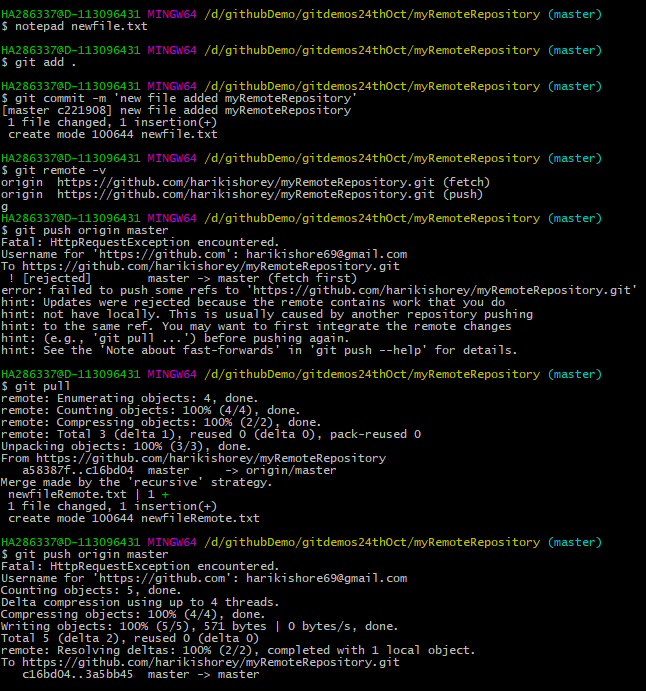 HA286337@D-113096431 MINGW64 /d/githubDemo/gitdemos24thOct/myRemoteRepository (master)
$ notepad newfile.txt
HA286337@D-113096431 MINGW64 /d/githubDemo/gitdemos24thOct/myRemoteRepository (master)
$ git add .
HA286337@D-113096431 MINGW64 /d/githubDemo/gitdemos24thOct/myRemoteRepository (master)
$ git commit -m 'new file added myRemoteRepository'
[master c221908] new file added myRemoteRepository
 1 file changed, 1 insertion(+)
 create mode 100644 newfile.txt
HA286337@D-113096431 MINGW64 /d/githubDemo/gitdemos24thOct/myRemoteRepository (master)
$ git remote -v
origin  https://github.com/harikishorey/myRemoteRepository.git (fetch)
origin  https://github.com/harikishorey/myRemoteRepository.git (push)
g
HA286337@D-113096431 MINGW64 /d/githubDemo/gitdemos24thOct/myRemoteRepository (master)
$ git push origin master
Fatal: HttpRequestException encountered.
Username for 'https://github.com': harikishore69@gmail.com
To https://github.com/harikishorey/myRemoteRepository.git
 ! [rejected]        master -> master (fetch first)
error: failed to push some refs to 'https://github.com/harikishorey/myRemoteRepository.git'
hint: Updates were rejected because the remote contains work that you do
hint: not have locally. This is usually caused by another repository pushing
hint: to the same ref. You may want to first integrate the remote changes
hint: (e.g., 'git pull ...') before pushing again.
hint: See the 'Note about fast-forwards' in 'git push --help' for details.
HA286337@D-113096431 MINGW64 /d/githubDemo/gitdemos24thOct/myRemoteRepository (master)
$ git pull
remote: Enumerating objects: 4, done.
remote: Counting objects: 100% (4/4), done.
remote: Compressing objects: 100% (2/2), done.
remote: Total 3 (delta 1), reused 0 (delta 0), pack-reused 0
Unpacking objects: 100% (3/3), done.
From https://github.com/harikishorey/myRemoteRepository
   a58387f..c16bd04  master     -> origin/master
Merge made by the 'recursive' strategy.
 newfileRemote.txt | 1 +
 1 file changed, 1 insertion(+)
 create mode 100644 newfileRemote.txt
HA286337@D-113096431 MINGW64 /d/githubDemo/gitdemos24thOct/myRemoteRepository (master)
$ git push origin master
Fatal: HttpRequestException encountered.
Username for 'https://github.com': harikishore69@gmail.com
Counting objects: 5, done.
Delta compression using up to 4 threads.
Compressing objects: 100% (4/4), done.
Writing objects: 100% (5/5), 571 bytes | 0 bytes/s, done.
Total 5 (delta 2), reused 0 (delta 0)
remote: Resolving deltas: 100% (2/2), completed with 1 local object.
To https://github.com/harikishorey/myRemoteRepository.git
   c16bd04..3a5bb45  master -> master